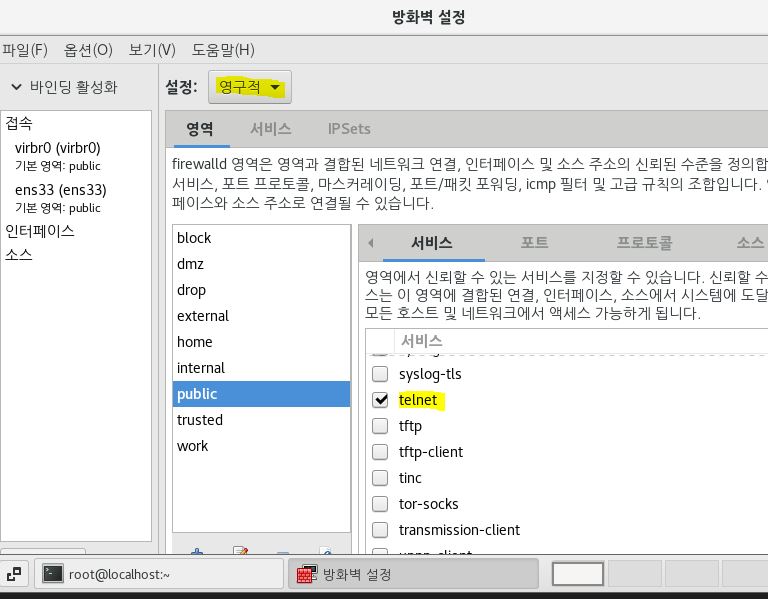 방화벽 설정
파일(F) 옵션(O) 보기(V) 도움말(H)
바인딩 활성화
설정: 영구적
접속
virbr0 (virbr0)
기본 영역: public
ens33 (ens33)
기본 영역: public
인터페이스
소스
영역 서비스 IPSets
firewalld 영역은 영역과 결합된 네트워크 연결, 인터페이스 및 소스 주소의 신뢰된 수준을 정의합
서비스, 포트 프로토콜, 마스커레이딩, 포트/패킷 포워딩, icmp 필터 및 고급 규칙의 조합입니다.
페이스와 소스 주소로 연결될 수 있습니다.
block
dmz
drop
external
home
internal
public
trusted
work
서비스 포트 프로토콜 소스
영역에서 신뢰할 수 있는 서비스를 지정할 수 있습니다. 신뢰할 수
스는 이 영역에 결합된 연결, 인터페이스, 소스에서 시스템에 도달
모든 호스트 및 네트워크에서 액세스 가능하게 됩니다.
서비스
syslog-tls
telnet
tftp
tftp-client
tinc
tor-socks
transmission-client
root@localhost:~
방화벽 설정